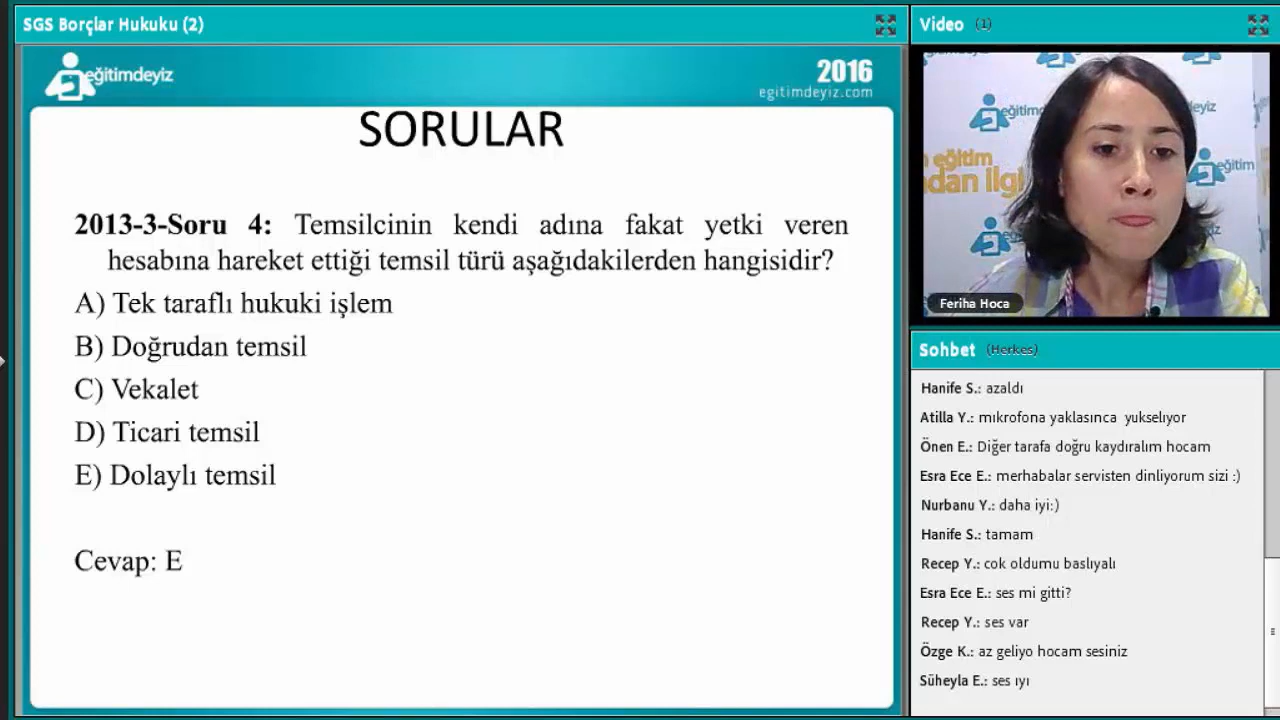 SGS Borçlar Hukuku (2)
eğitimdeyiz
2016
egitimdeyiz.com
SORULAR
2013-3-Soru 4: Temsilcinin kendi adına fakat yetki veren
hesabına hareket ettiği temsil türü aşağıdakilerden hangisidir?
A) Tek taraflı hukuki işlem
B) Doğrudan temsil
C) Vekalet
D) Ticari temsil
E) Dolaylı temsil
Cevap: E
Video (1)
eğitim
ndan ilgi
eğitim
Feriha Hoca
Sohbet (Herkes)
Hanife S.: azaldı
Atilla Y.: mıkrofona yaklasınca yukselıyor
Önen E.: Diğer tarafa doğru kaydıralım hocam
Esra Ece E.: merhabalar servisten dinliyorum sizi :)
Nurbanu Y.: daha iyi:)
Hanife S.: tamam
Recep Y.: cok oldumu baslıyalı
Esra Ece E.: ses mi gitti?
Recep Y.: ses var
Özge K.: az geliyo hocam sesiniz
Süheyla E.: ses ıyı